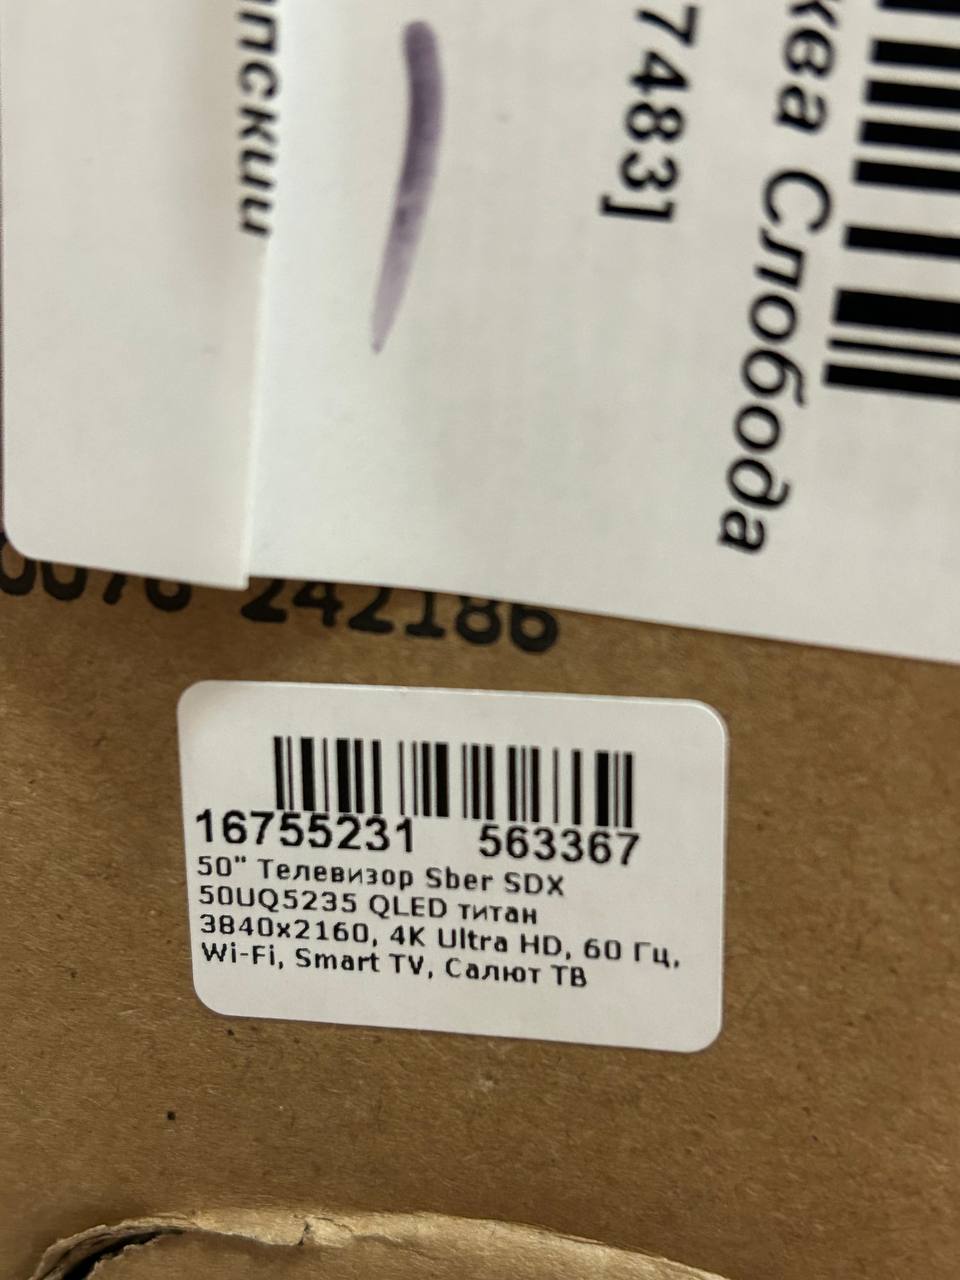 7483]
Слобода
242186
16755231 563367
50" Телевизор Sber SDX
50UQ5235 QLED титан
3840x2160, 4K Ultra HD, 60 Гц,
Wi-Fi, Smart TV, Салют ТВ